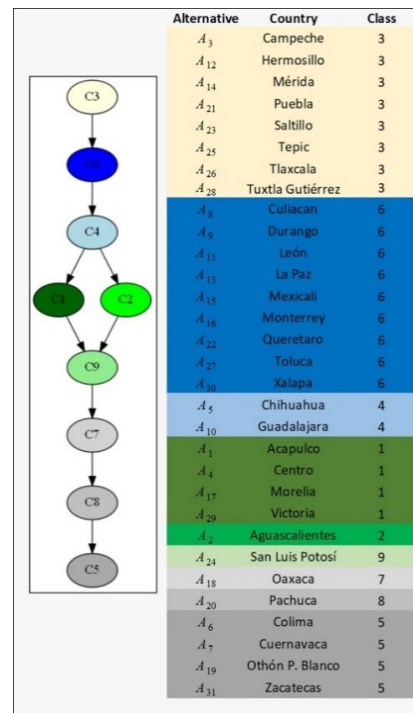 Alternative Country Class
A3 Campeche 3
A12 Hermosillo 3
A14 Mérida 3
A21 Puebla 3
A23 Saltillo 3
A25 Tepic 3
A26 Tlaxcala 3
A28 Tuxtla Gutiérrez 3
A8 Culiacan 6
A9 Durango 6
A11 León 6
A13 La Paz 6
A15 Mexicali 6
A16 Monterrey 6
A22 Queretaro 6
A27 Toluca 6
A30 Xalapa 6
A5 Chihuahua 4
A10 Guadalajara 4
A1 Acapulco 1
A4 Centro 1
A17 Morelia 1
A29 Victoria 1
A2 Aguascalientes 2
A24 San Luis Potosí 9
A18 Oaxaca 7
A20 Pachuca 8
A6 Colima 5
A7 Cuernavaca 5
A19 Othón P. Blanco 5
A31 Zacatecas 5
C3
C6
C4
C1 C2
C9
C7
C8
C5